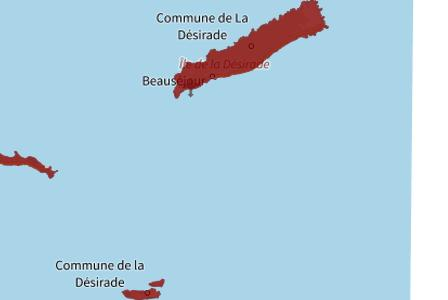 Commune de La
Désirade
Île de la Désirade
Beauséjour
Commune de la
Désirade